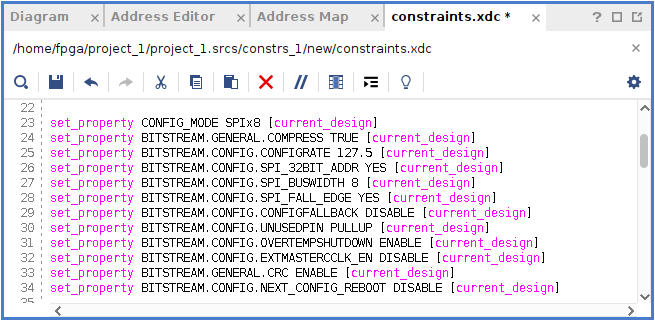 Diagram Address Editor Address Map constraints.xdc *
/home/fpga/project_1/project_1.srcs/constrs_1/new/constraints.xdc
22
23 set_property CONFIG_MODE SPIx8 [current_design]
24 set_property BITSTREAM.GENERAL.COMPRESS TRUE [current_design]
25 set_property BITSTREAM.CONFIG.CONFIGRATE 127.5 [current_design]
26 set_property BITSTREAM.CONFIG.SPI_32BIT_ADDR YES [current_design]
27 set_property BITSTREAM.CONFIG.SPI_BUSWIDTH 8 [current_design]
28 set_property BITSTREAM.CONFIG.SPI_FALL_EDGE YES [current_design]
29 set_property BITSTREAM.CONFIG.CONFIGFALLBACK DISABLE [current_design]
30 set_property BITSTREAM.CONFIG.UNUSEDPIN PULLUP [current_design]
31 set_property BITSTREAM.CONFIG.OVERTEMPSHUTDOWN ENABLE [current_design]
32 set_property BITSTREAM.CONFIG.EXTMASTERCCLK_EN DISABLE [current_design]
33 set_property BITSTREAM.GENERAL.CRC ENABLE [current_design]
34 set_property BITSTREAM.CONFIG.NEXT_CONFIG_REBOOT DISABLE [current_design]